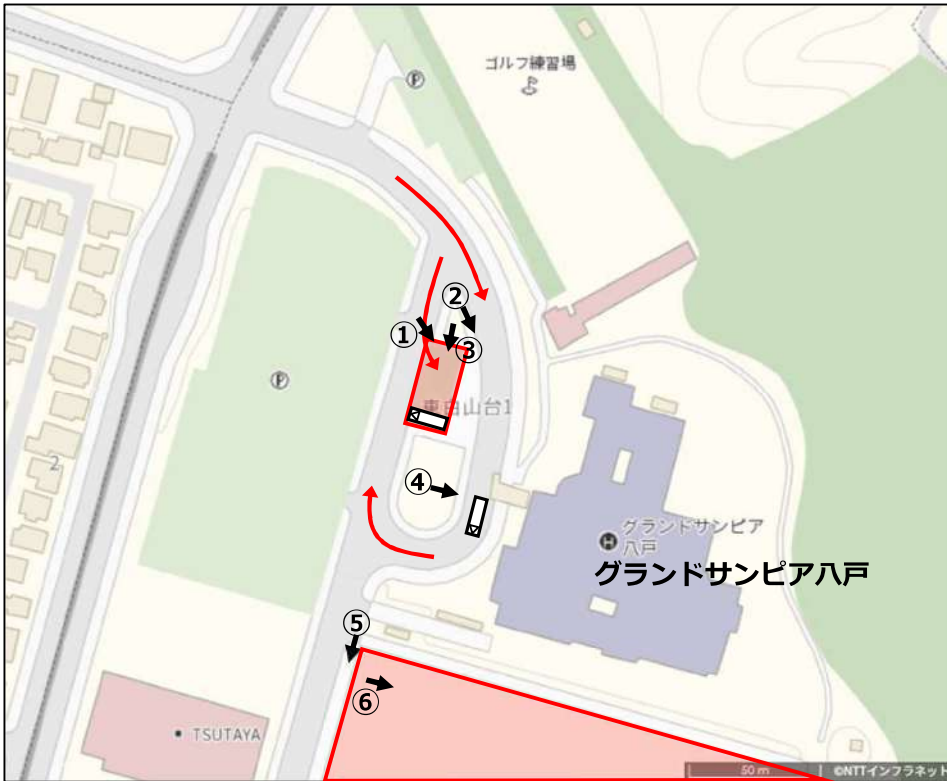 ゴルフ練習場
Ⓟ
②
①
③
東白山台1
Ⓟ
2
④
H
グランドサンピア
八戸
グランドサンピア八戸
⑤
⑥
TSUTAYA
50 m
©NTTインフラネット